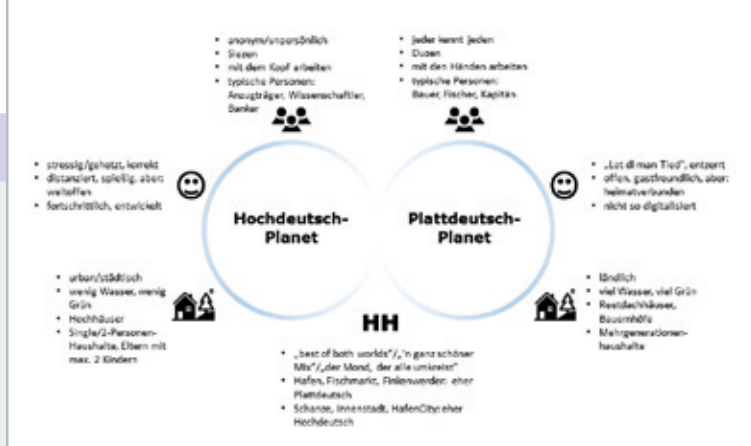 • anonym/unpersönlich
• Siezen
• mit dem Kopf arbeiten
• typische Personen:
Anzugträger, Wissenschaftler,
Banker
• jeder kennt jeden
• Duzen
• mit den Händen arbeiten
• typische Personen:
Bauer, Fischer, Kapitän
• stressig/gehetzt, korrekt
• distanziert, spießig, aber:
weltoffen
• fortschrittlich, entwickelt
Hochdeutsch-
Planet
Plattdeutsch-
Planet
• „Lot di man Tied", entzerrt
• offen, gastfreundlich, aber:
heimatverbunden
• nicht so digitalisiert
• urban/städtisch
• wenig Wasser, wenig
Grün
• Hochhäuser
• Single/2-Personen-
Haushalte, Eltern mit
max. 2 Kindern
• ländlich
• viel Wasser, viel Grün
• Reetdachhäuser,
Bauernhöfe
• Mehrgenerationen-
haushalte
HH
• „best of both worlds"/„'n ganz schöner
Mix"/„der Mond, der alle umkreist"
• Hafen, Fischmarkt, Finkenwerder: eher
Plattdeutsch
• Schanze, Innenstadt, HafenCity: eher
Hochdeutsch